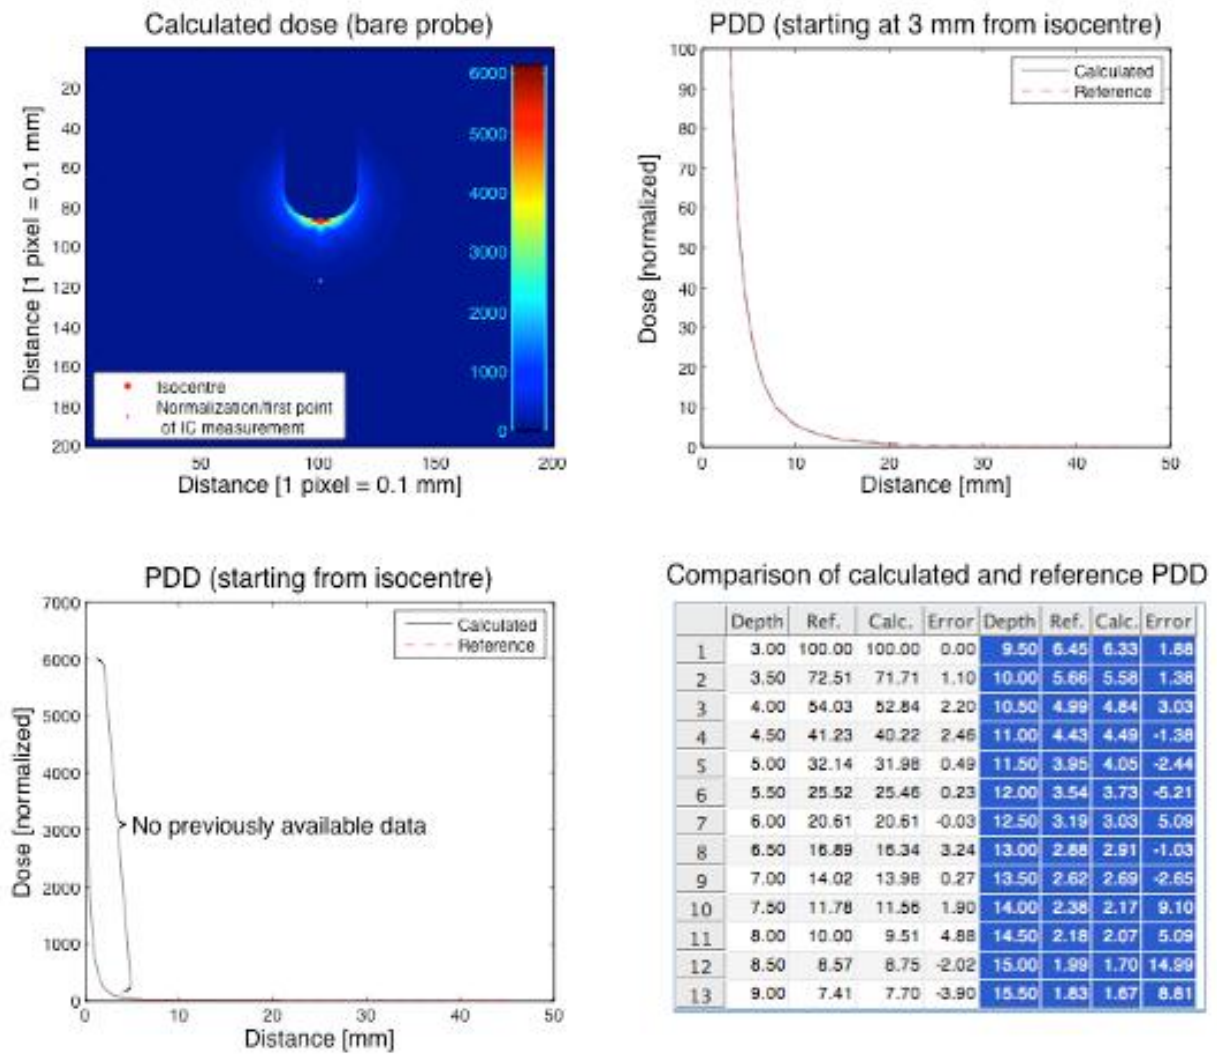 Calculated dose (bare probe)
Distance [1 pixel = 0.1 mm]
20
40
60
80
100
120
140
160
180
200
6000
5000
4000
3000
2000
1000
0
Isocentre
Normalization/first point
of IC measurement
50 100 150 200
Distance [1 pixel = 0.1 mm]
PDD (starting at 3 mm from isocentre)
Dose [normalized]
100
90
80
70
60
50
40
30
20
10
0
Calculated
Reference
0 10 20 30 40 50
Distance [mm]
PDD (starting from isocentre)
Dose [normalized]
7000
6000
5000
4000
3000
2000
1000
0
Calculated
Reference
No previously available data
0 10 20 30 40 50
Distance [mm]
Comparison of calculated and reference PDD
Depth Ref. Calc. Error Depth Ref. Calc. Error
1 3.00 100.00 100.00 0.00 9.50 6.45 6.33 1.88
2 3.50 72.51 71.71 1.10 10.00 5.66 5.58 1.38
3 4.00 54.03 52.84 2.20 10.50 4.99 4.84 3.03
4 4.50 41.23 40.22 2.46 11.00 4.43 4.49 -1.38
5 5.00 32.14 31.98 0.49 11.50 3.95 4.05 -2.44
6 5.50 25.52 25.46 0.23 12.00 3.54 3.73 -5.21
7 6.00 20.61 20.61 -0.03 12.50 3.19 3.03 5.09
8 6.50 16.89 16.34 3.24 13.00 2.88 2.91 -1.03
9 7.00 14.02 13.98 0.27 13.50 2.62 2.69 -2.65
10 7.50 11.78 11.56 1.90 14.00 2.38 2.17 9.10
11 8.00 10.00 9.51 4.88 14.50 2.18 2.07 5.09
12 8.50 8.57 8.75 -2.02 15.00 1.99 1.70 14.99
13 9.00 7.41 7.70 -3.90 15.50 1.83 1.67 8.81